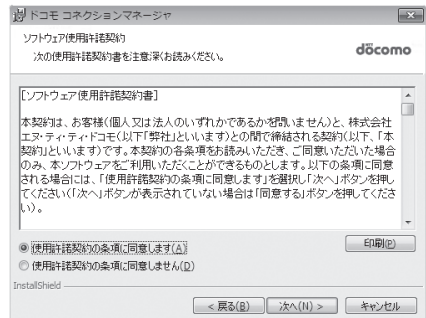 ドコモ コネクションマネージャ
ソフトウェア使用許諾契約
次の使用許諾契約書を注意深くお読みください。
döcomo
[ソフトウェア使用許諾契約書]
本契約は、お客様(個人又は法人のいずれかであるかを問いません)と、株式会社
エヌ・ティ・ティ・ドコモ(以下「弊社」といいます)との間で締結される契約(以下、「本
契約」といいます)です。本契約の各条項をお読みいただき、ご同意いただいた場合
のみ、本ソフトウェアをご利用いただくことができるものとします。以下の条項に同意
される場合には、「使用許諾契約の条項に同意します」を選択し「次へ」ボタンを押し
てください(「次へ」ボタンが表示されていない場合は「同意する」ボタンを押してくださ
い)。
使用許諾契約の条項に同意します(A)
印刷(P)
使用許諾契約の条項に同意しません(D)
InstallShield
< 戻る(B)
次へ(N) >
キャンセル